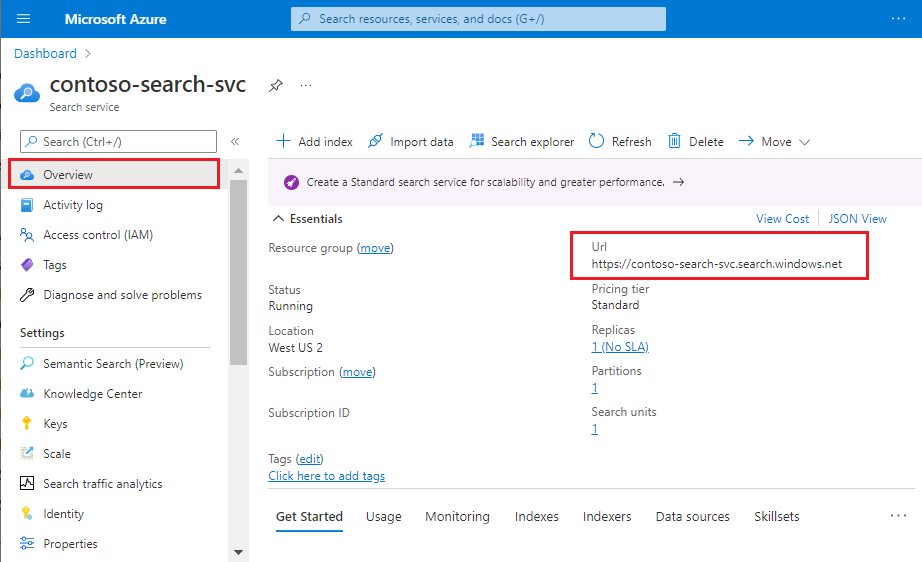 Microsoft Azure
Search resources, services, and docs (G+/)
...
Dashboard >
contoso-search-svc
...
Search service
Search (Ctrl+/)
«
Overview
Activity log
Access control (IAM)
Tags
Diagnose and solve problems
Settings
Semantic Search (Preview)
Knowledge Center
Keys
Scale
Search traffic analytics
Identity
Properties
Add index
Import data
Search explorer
Refresh
Delete
Move
Create a Standard search service for scalability and greater performance. →
Essentials
View Cost
JSON View
Resource group (move)
Url
https://contoso-search-svc.search.windows.net
Status
Running
Pricing tier
Standard
Location
West US 2
Replicas
1 (No SLA)
Subscription (move)
Partitions
1
Subscription ID
Search units
1
Tags (edit)
Click here to add tags
Get Started
Usage
Monitoring
Indexes
Indexers
Data sources
Skillsets
...